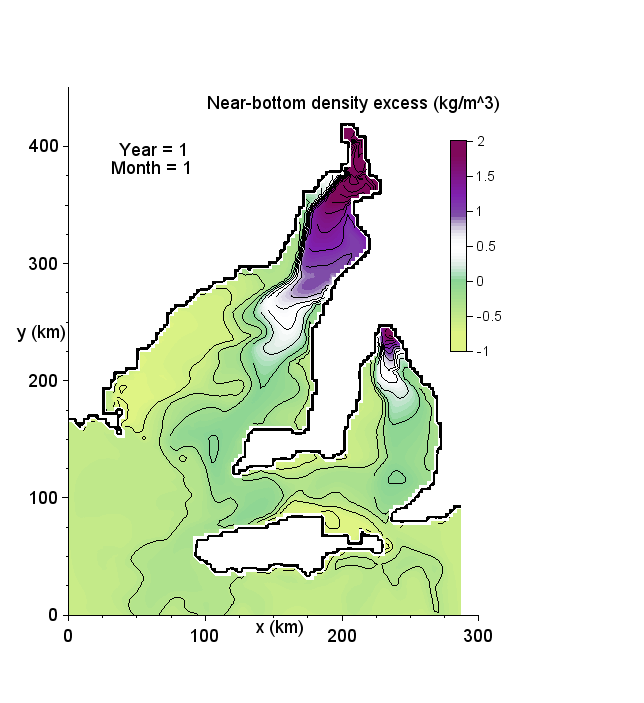 Near-bottom density excess (kg/m^3)
Year = 1
Month = 1
2
1.5
1
0.5
0
-0.5
-1
400
300
y (km)
200
100
0
0 100 200 300
x (km)